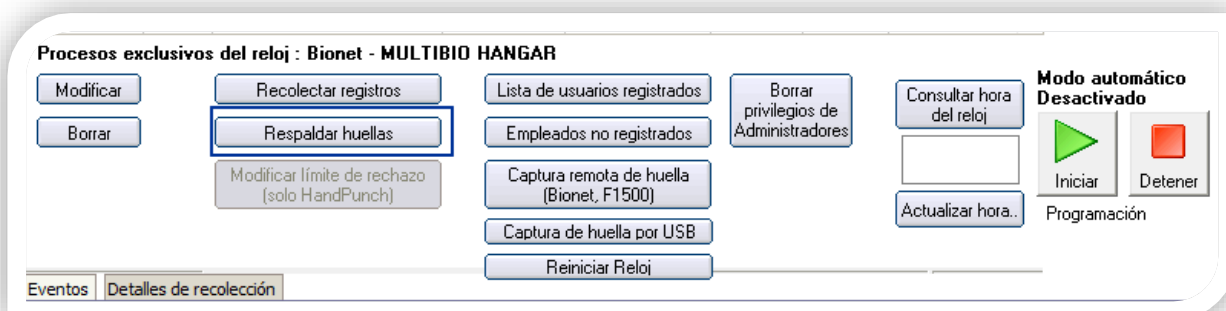 Procesos exclusivos del reloj : Bionet - MULTIBIO HANGAR
Modificar
Borrar
Recolectar registros
Respaldar huellas
Modificar límite de rechazo
(solo HandPunch)
Lista de usuarios registrados
Empleados no registrados
Captura remota de huella
(Bionet, F1500)
Captura de huella por USB
Reiniciar Reloj
Borrar
privilegios de
Administradores
Consultar hora
del reloj
Actualizar hora..
Modo automático
Desactivado
Iniciar
Detener
Programación
Eventos
Detalles de recolección